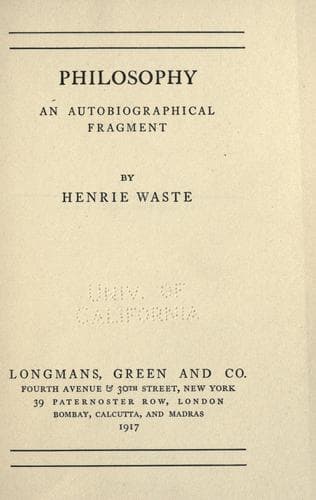 PHILOSOPHY
AN AUTOBIOGRAPHICAL
FRAGMENT
BY
HENRIE WASTE
UNIV. OF
CALIFORNIA
LONGMANS, GREEN AND CO.
FOURTH AVENUE & 30TH STREET, NEW YORK
39 PATERNOSTER ROW, LONDON
BOMBAY, CALCUTTA, AND MADRAS
1917